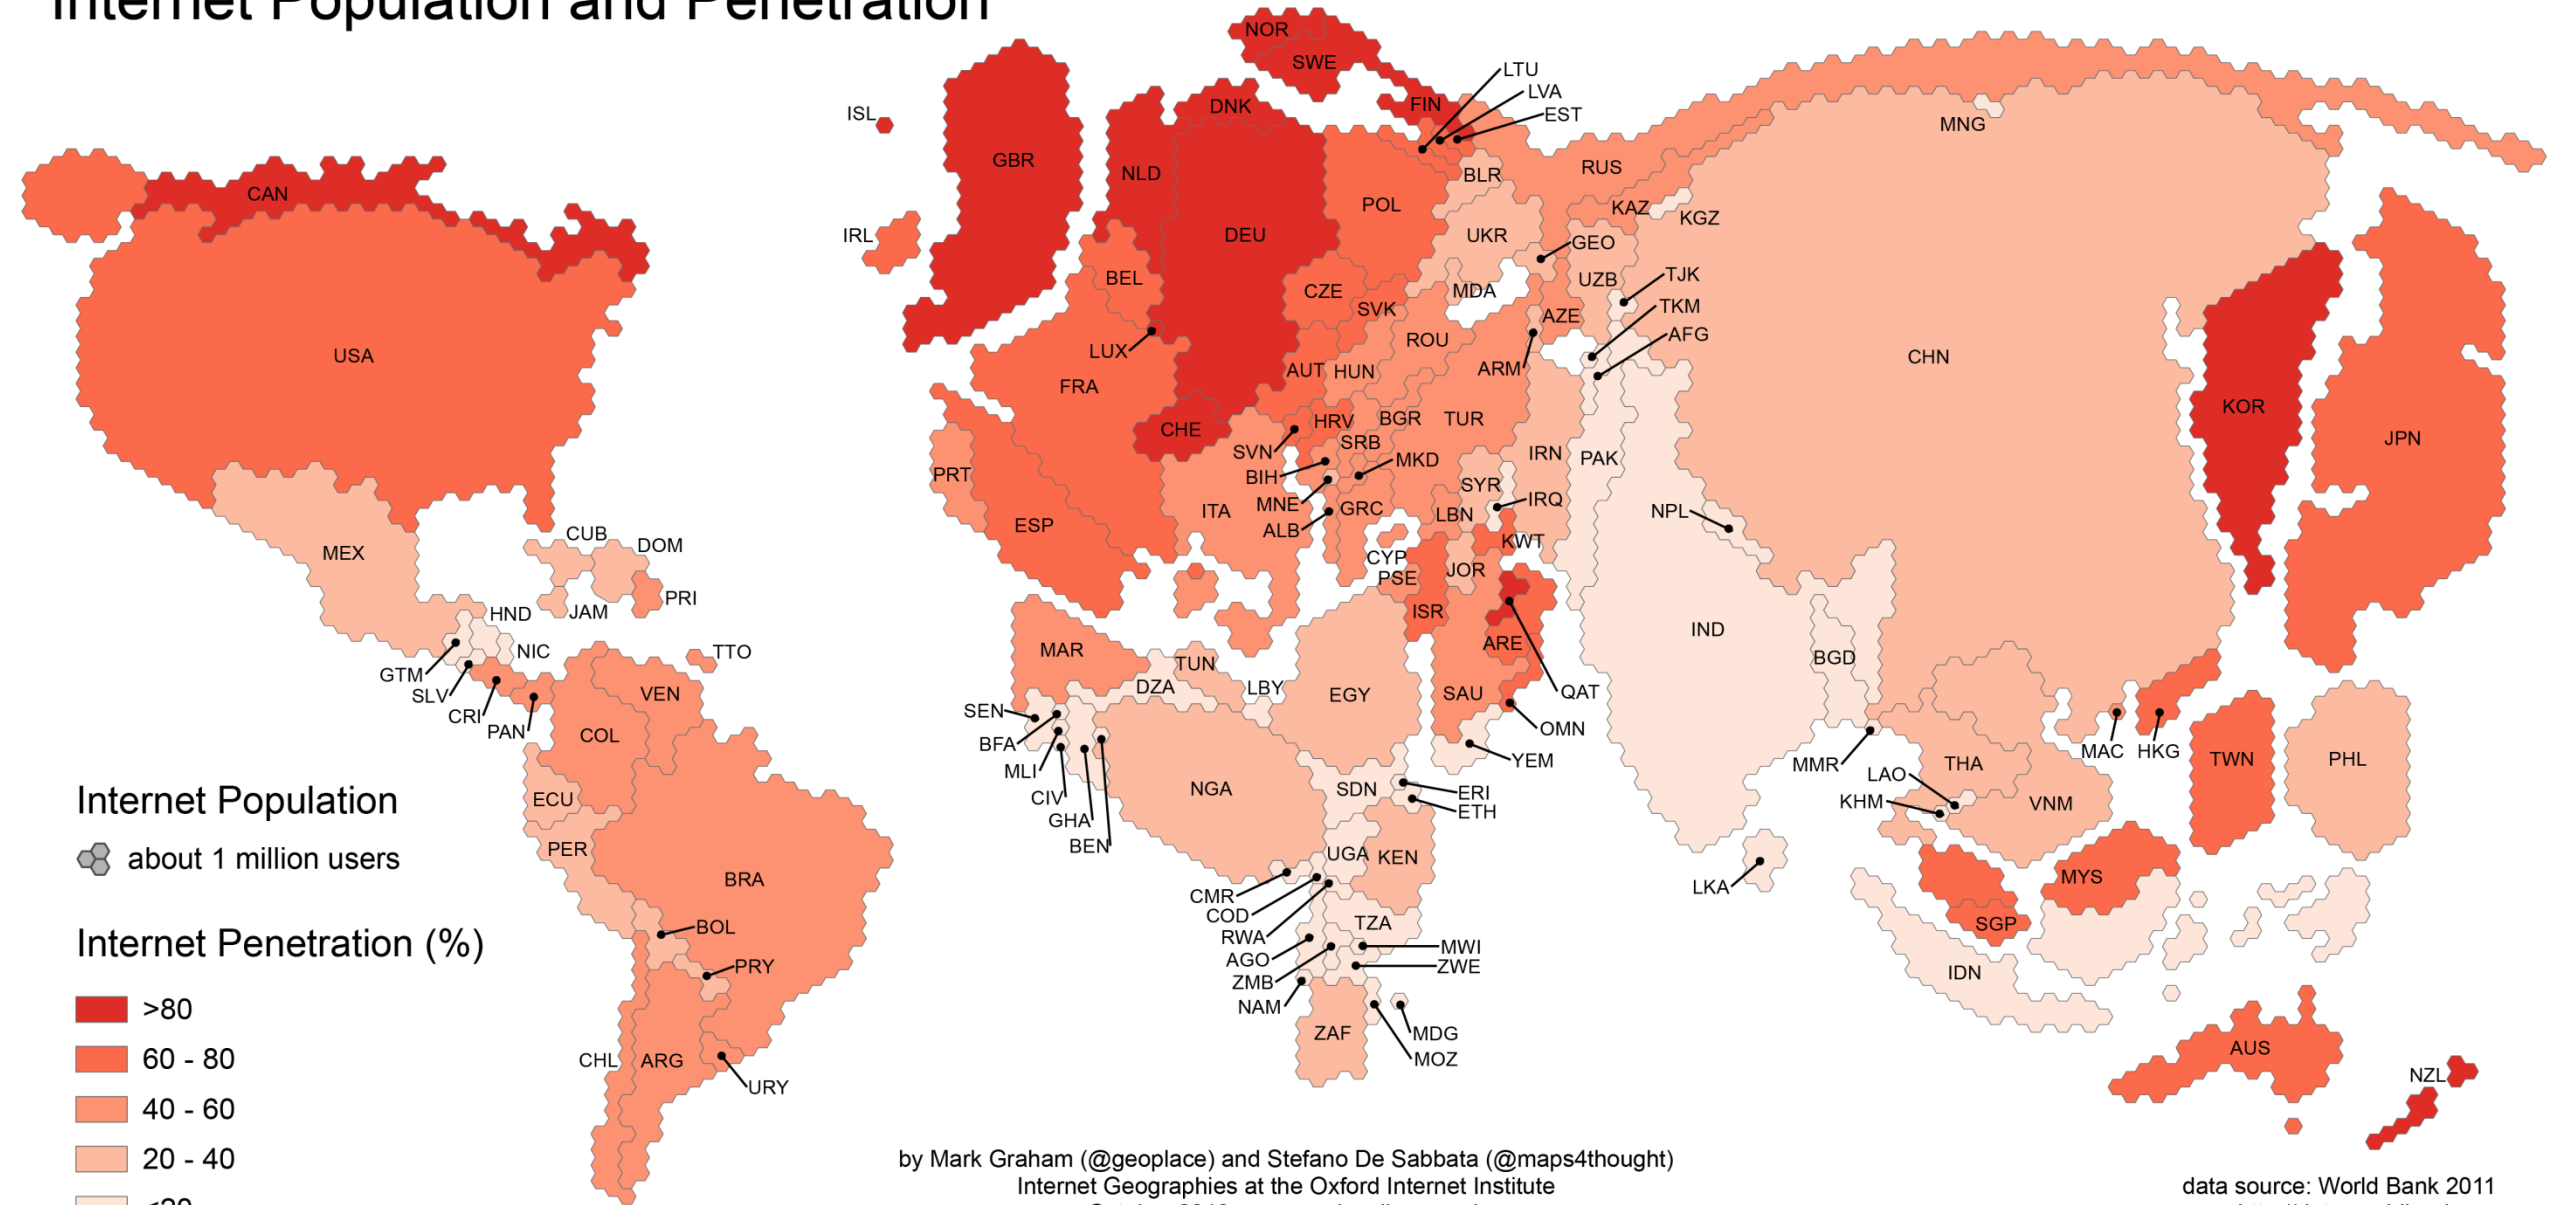 Internet Population and Penetration
NOR
SWE
LTU
LVA
EST
FIN
DNK
ISL
GBR
NLD
MNG
RUS
BLR
CAN
POL
KAZ
KGZ
IRL
DEU
UKR
GEO
BEL
CZE
MDA
UZB
TJK
TKM
SVK
AZE
AFG
ROU
LUX
USA
FRA
AUT
HUN
ARM
CHN
KOR
JPN
CHE
HRV
BGR
TUR
SVN
SRB
MKD
IRN
PAK
PRT
BIH
SYR
IRQ
MNE
GRC
LBN
NPL
ITA
ESP
ALB
CUB
DOM
MEX
CYP
KWT
PSE
JOR
PRI
HND
JAM
ISR
IND
NIC
TTO
MAR
ARE
BGD
GTM
TUN
SLV
VEN
DZA
LBY
EGY
SAU
QAT
SEN
CRI
PAN
COL
BFA
OMN
YEM
MLI
MMR
MAC
HKG
TWN
PHL
THA
LAO
KHM
VNM
NGA
SDN
ERI
ETH
CIV
GHA
BEN
Internet Population
ECU
about 1 million users
PER
UGA
KEN
BRA
LKA
MYS
CMR
COD
RWA
TZA
SGP
BOL
Internet Penetration (%)
AGO
MWI
ZWE
PRY
ZMB
NAM
IDN
>80
ZAF
MDG
MOZ
60 - 80
CHL
ARG
URY
AUS
NZL
40 - 60
20 - 40
by Mark Graham (@geoplace) and Stefano De Sabbata (@maps4thought)
Internet Geographies at the Oxford Internet Institute
data source: World Bank 2011